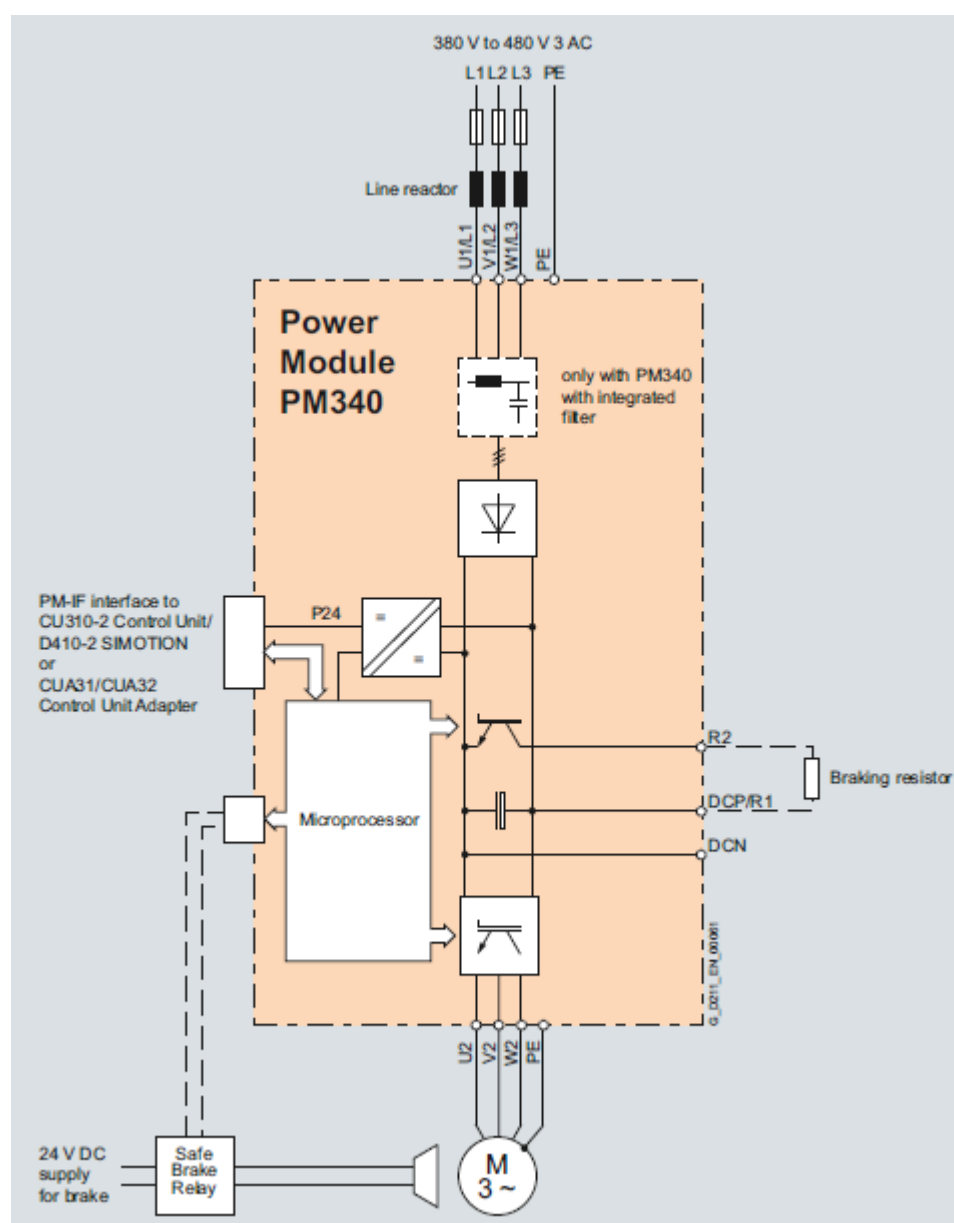 380 V to 480 V 3 AC
L1 L2 L3 PE
Line reactor
U1/L1
V1/L2
W1/L3
PE
Power
Module
PM340
only with PM340
with integrated
filter
PM-IF interface to
CU310-2 Control Unit/
D410-2 SIMOTION
or
CUA31/CUA32
Control Unit Adapter
P24
=
=
R2
Braking resistor
DCP/R1
Microprocessor
DCN
G_D211_EN_00061
U2
V2
W2
PE
24 V DC
supply
for brake
Safe
Brake
Relay
M
3 ~